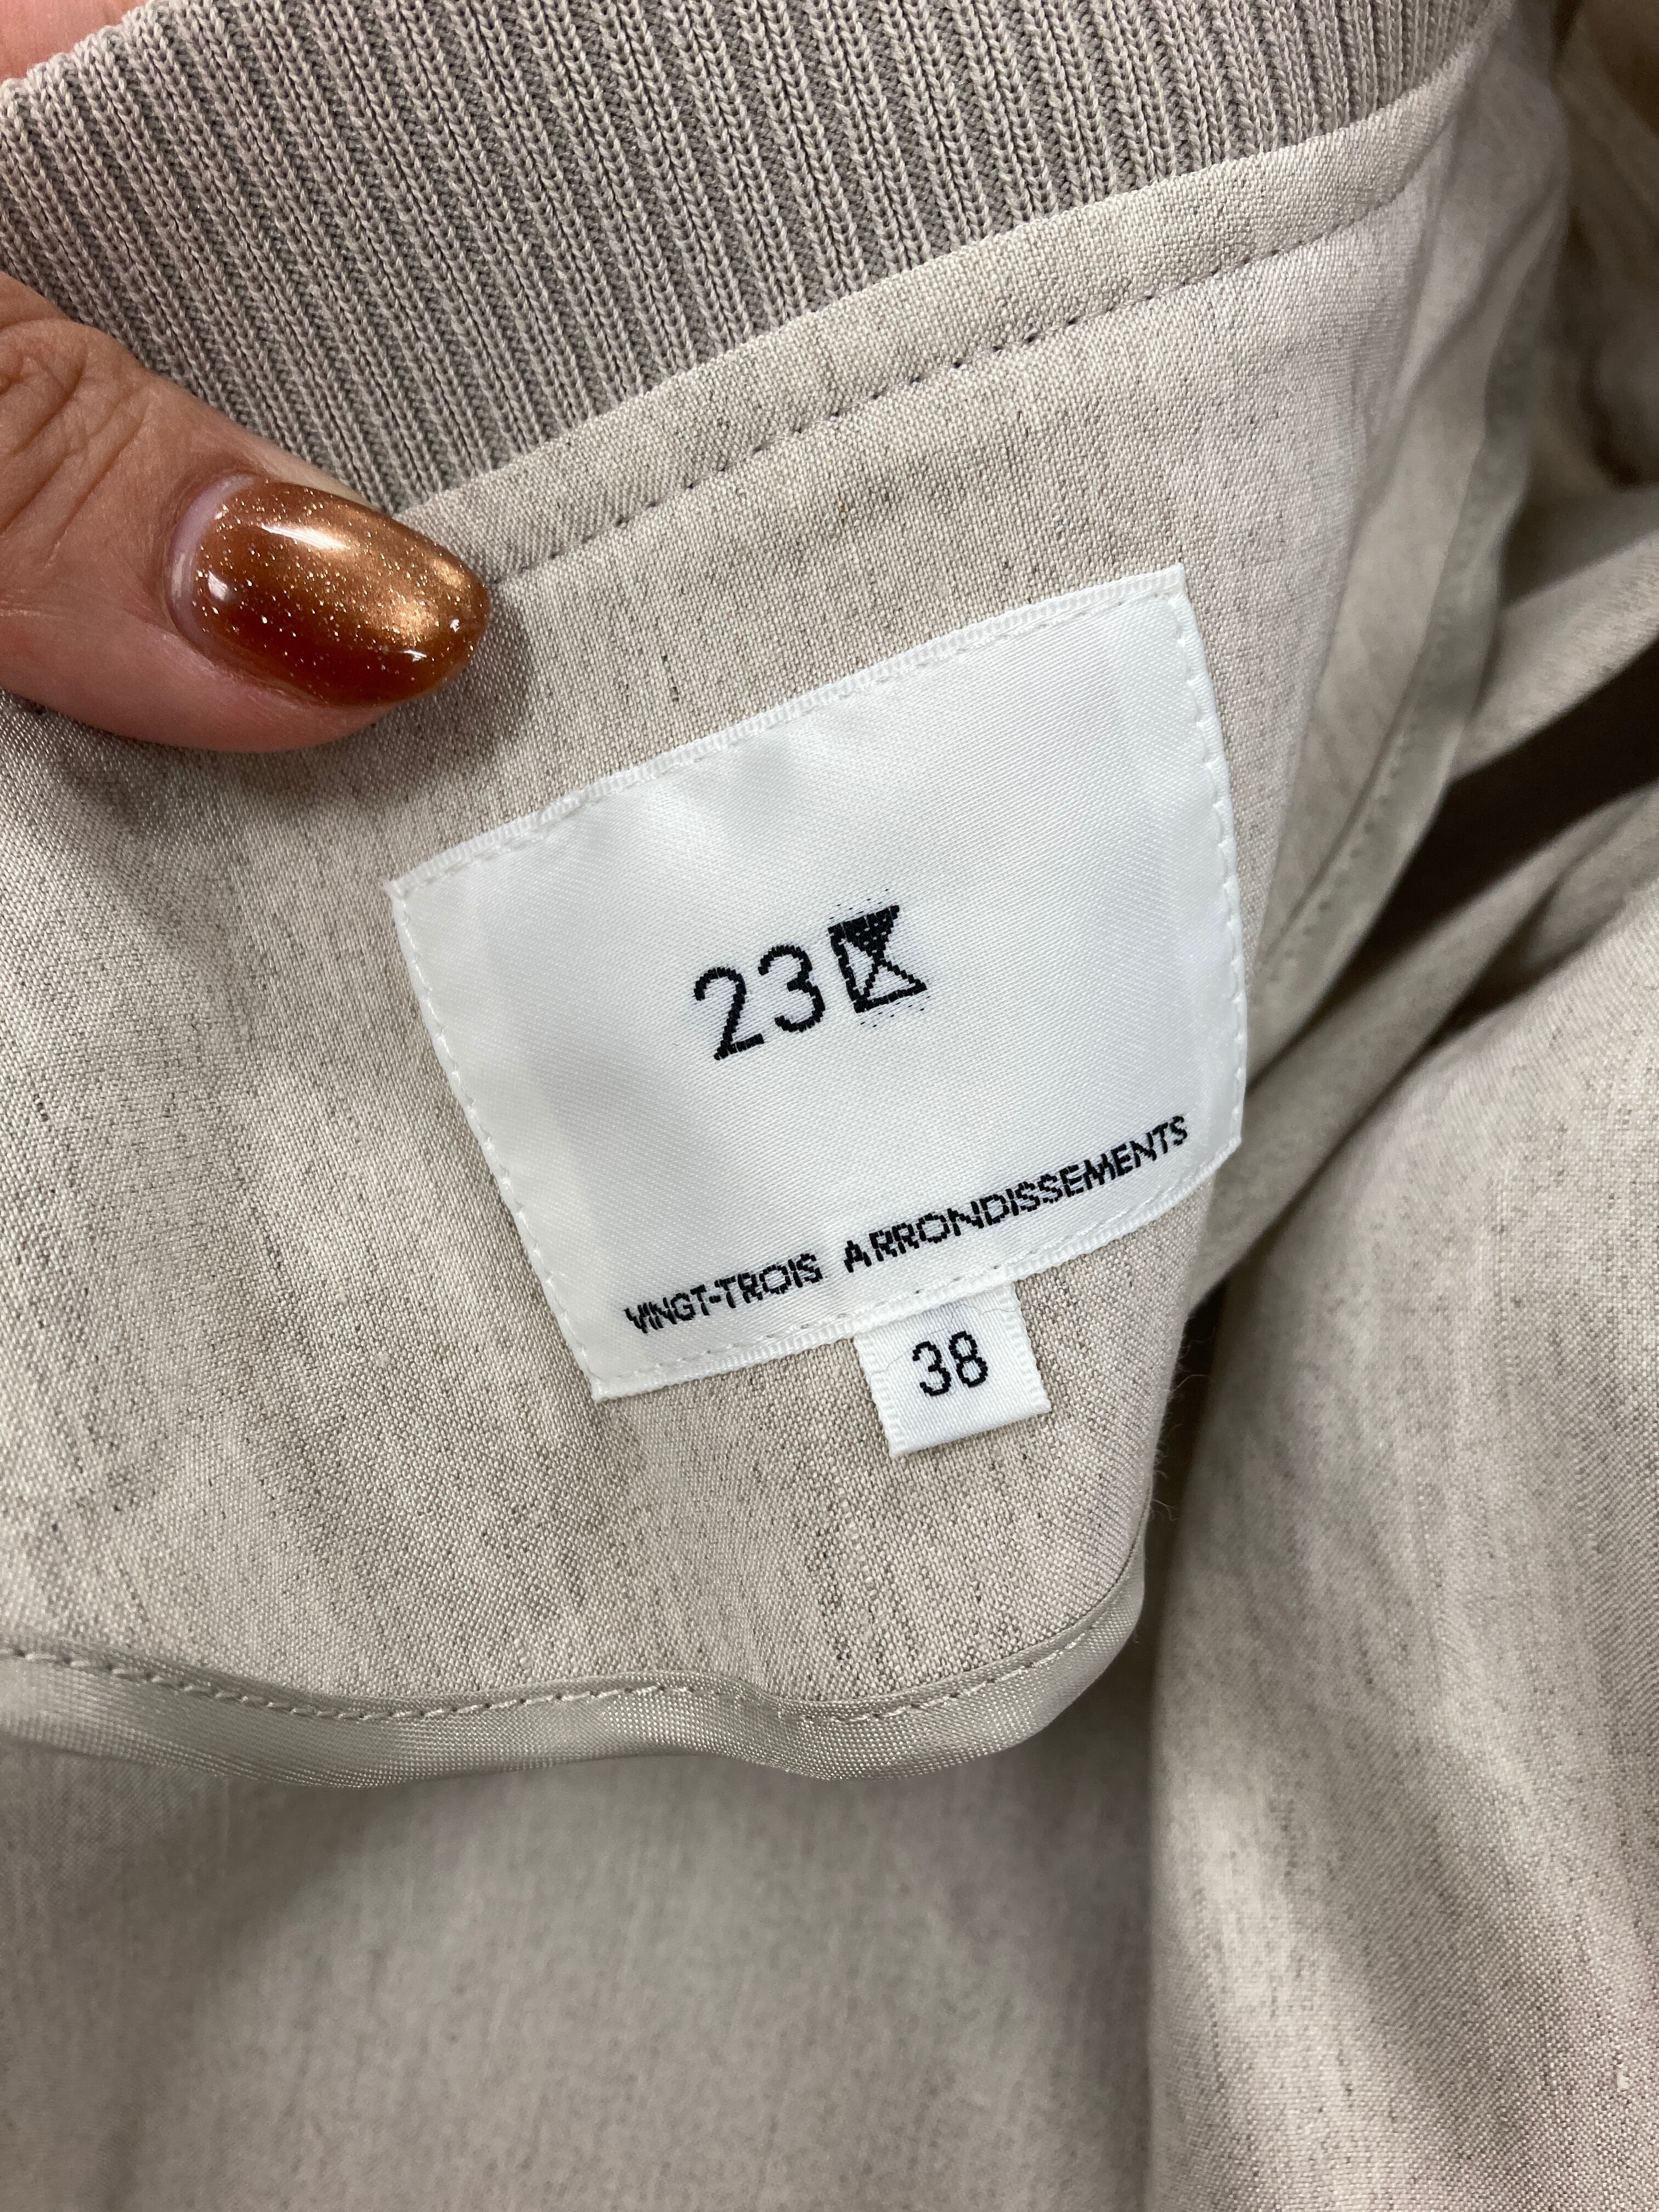 23区
VINGT-TROIS ARRONDISSEMENTS
38